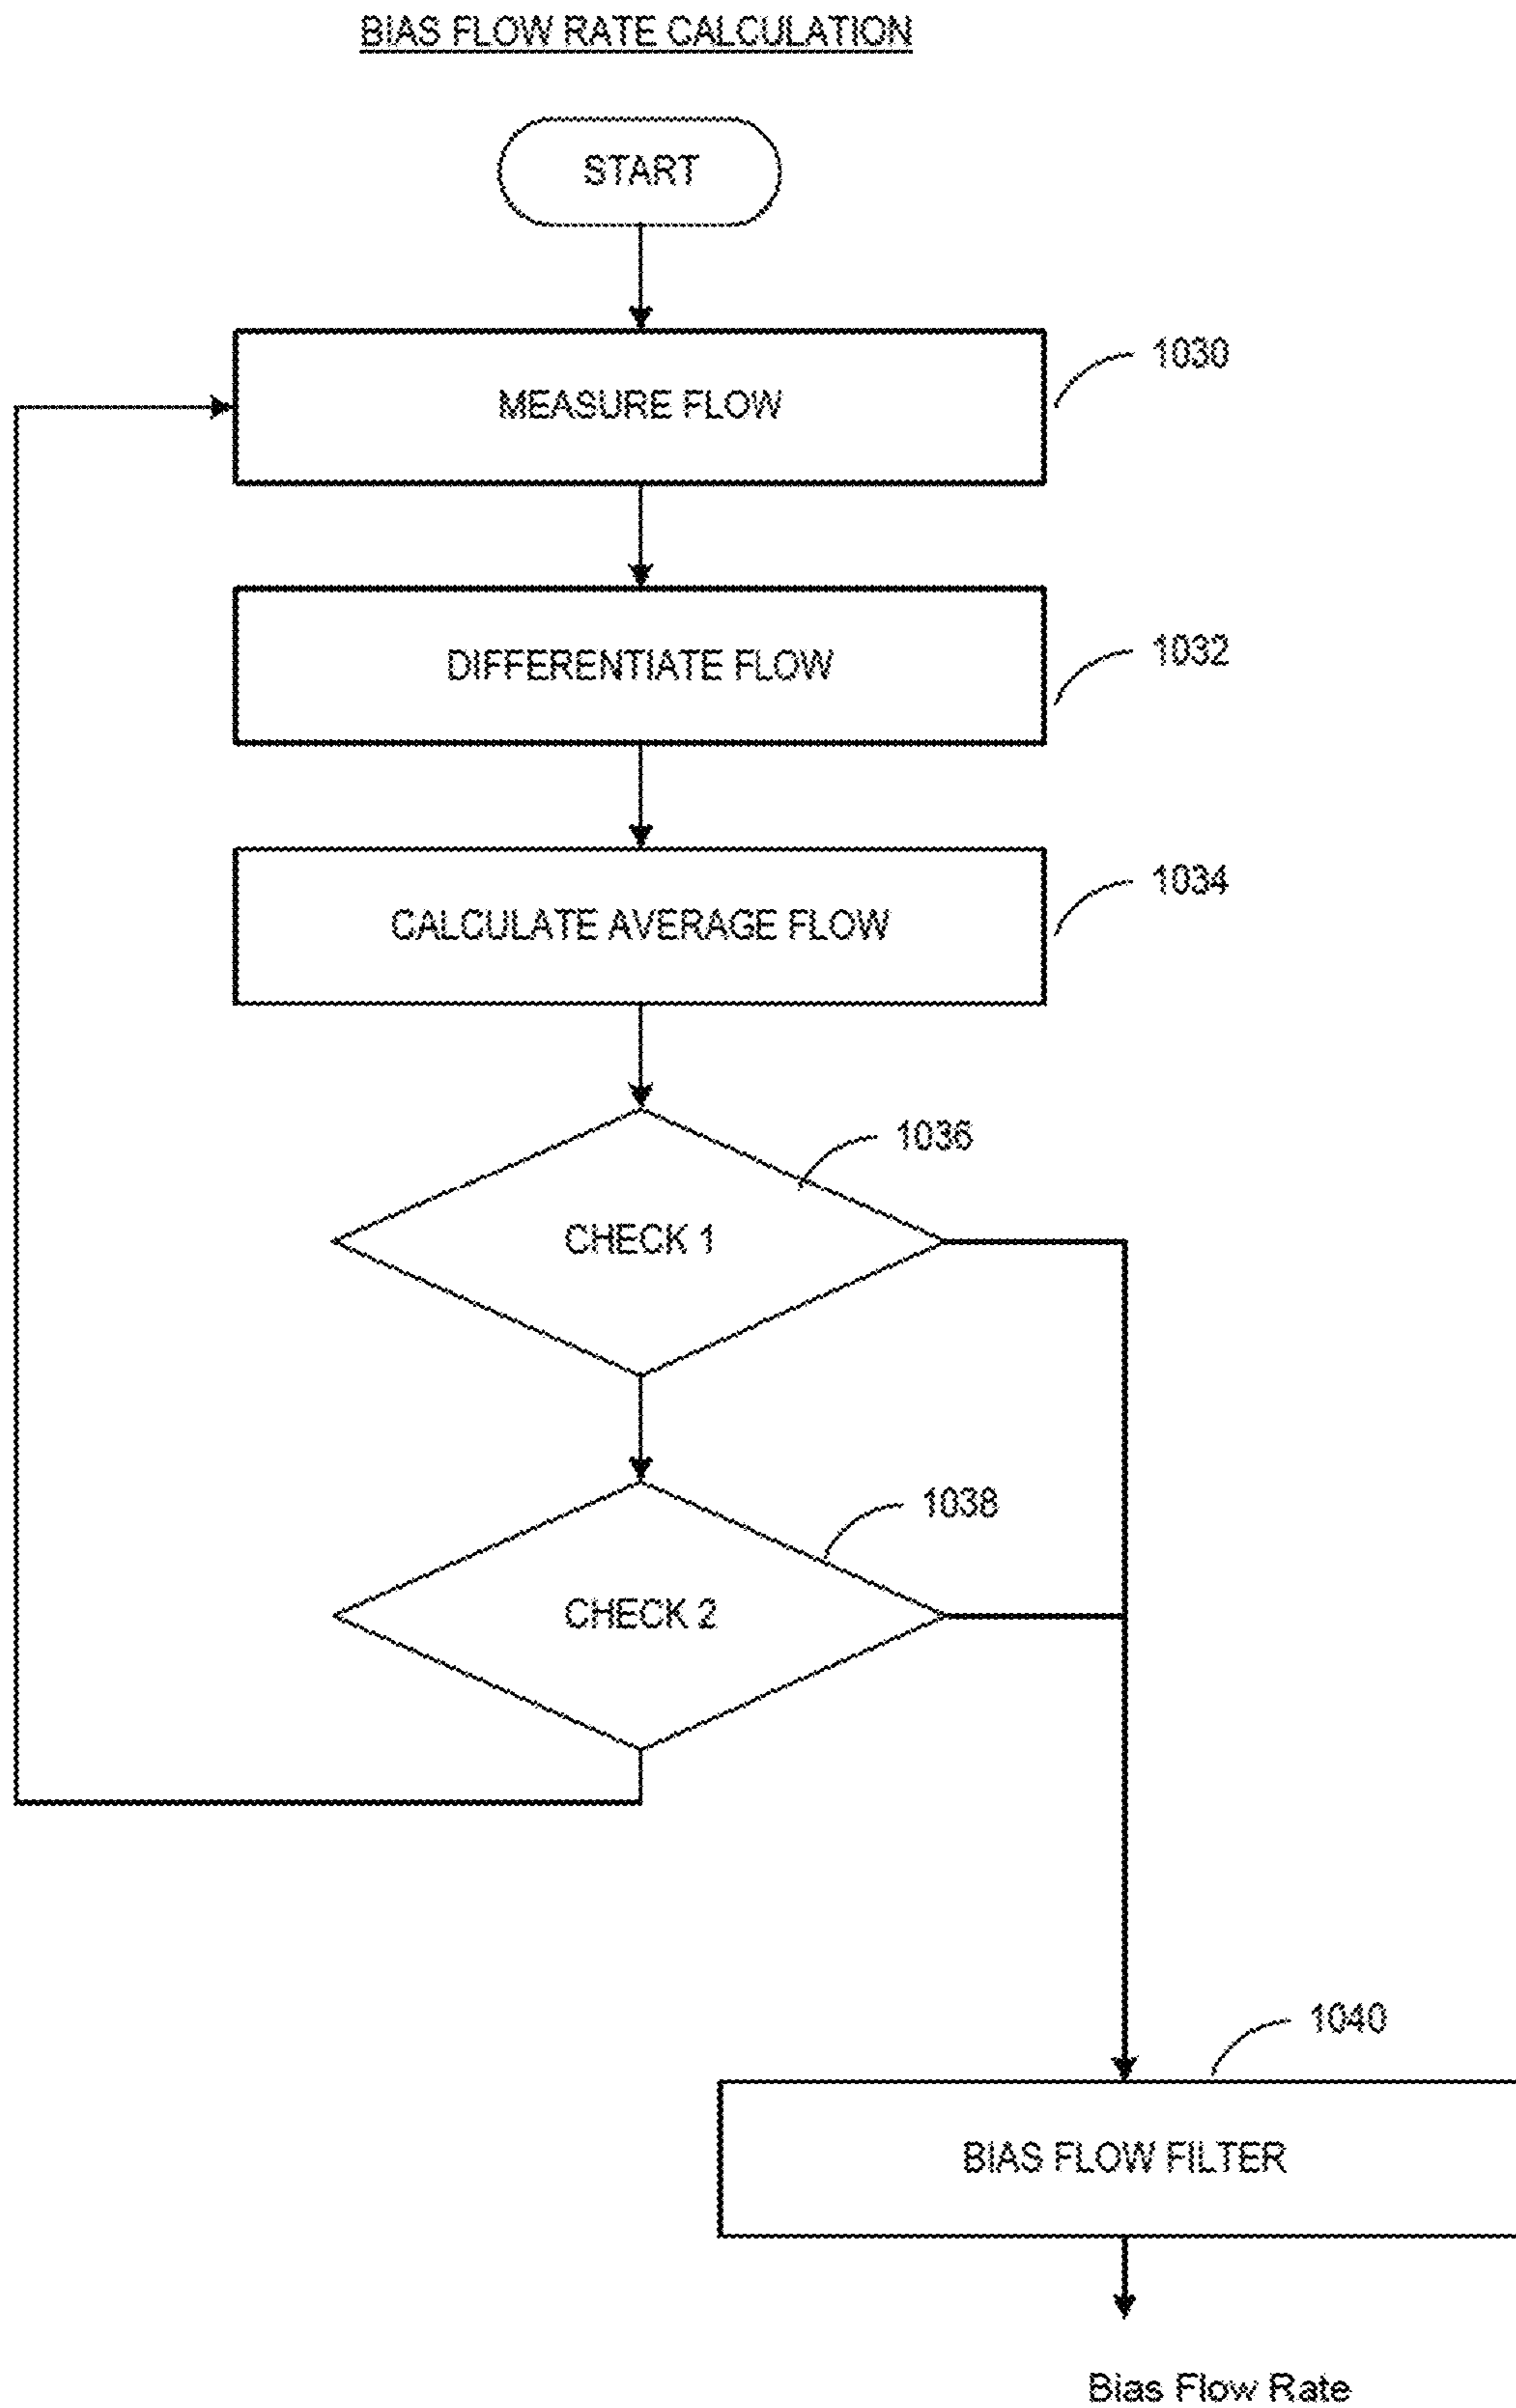 BIAS FLOW RATE CALCULATION
START
MEASURE FLOW
1030
DIFFERENTIATE FLOW
1032
CALCULATE AVERAGE FLOW
1034
1036
CHECK 1
1038
CHECK 2
1040
BIAS FLOW FILTER
Bias Flow Rate